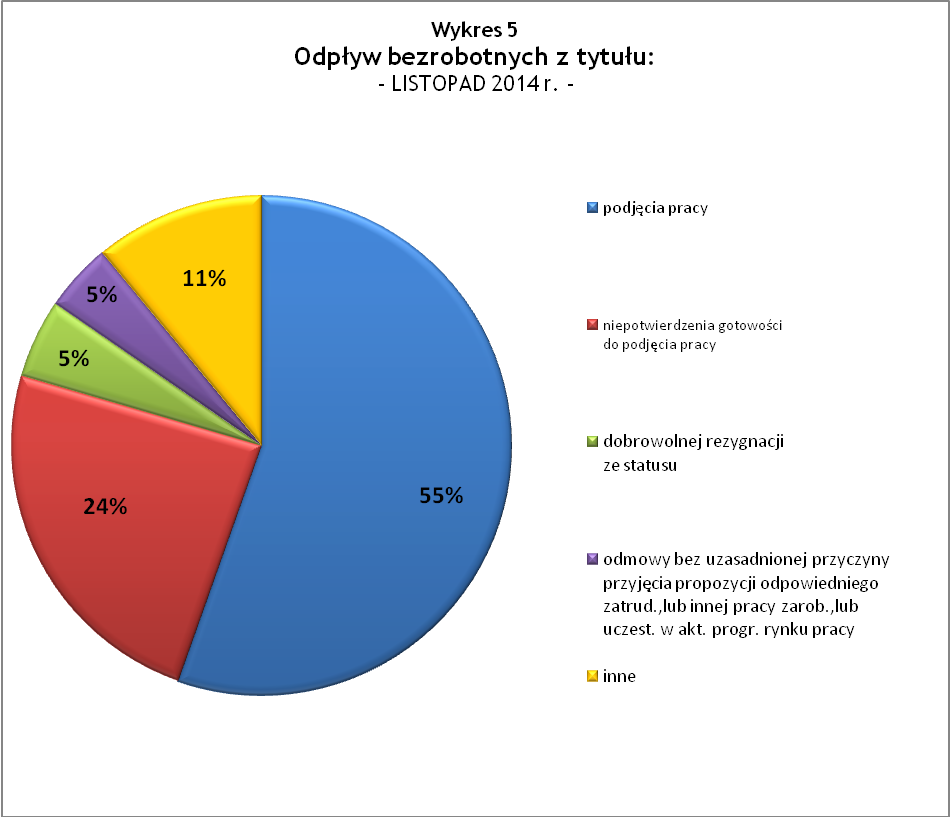 Wykres 5
Odpływ bezrobotnych z tytułu:
- LISTOPAD 2014 r. -
podjęcia pracy
niepotwierdzenia gotowości
do podjęcia pracy
dobrowolnej rezygnacji
ze statusu
odmowy bez uzasadnionej przyczyny
przyjęcia propozycji odpowiedniego
zatrud.,lub innej pracy zarob.,lub
uczest. w akt. progr. rynku pracy
inne
11%
5%
5%
24%
55%